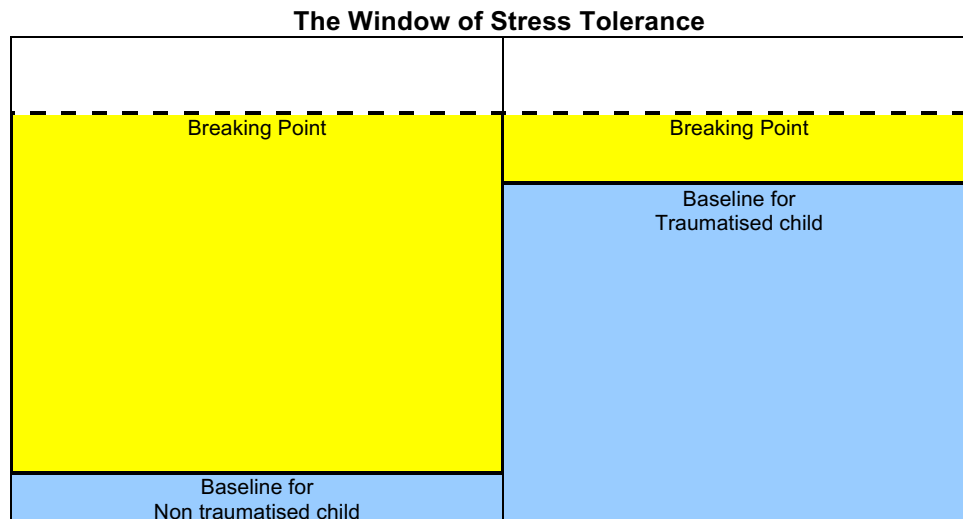 The Window of Stress Tolerance
Breaking Point
Breaking Point
Baseline for
Traumatised child
Baseline for
Non traumatised child